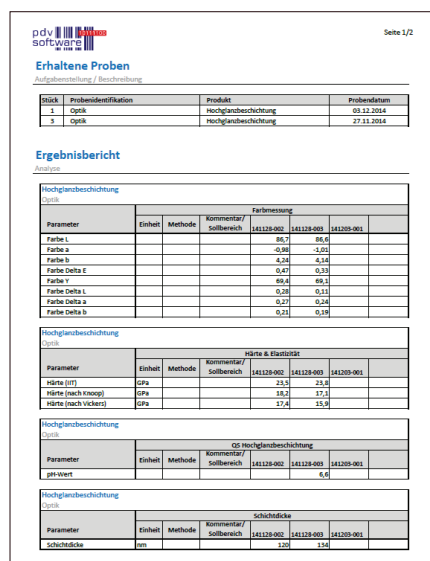 pdv
software
Seite 1/2
Erhaltene Proben
Aufgabenstellung / Beschreibung
Stück Probenidentifikation Produkt Probendatum
1 Optik Hochglanzbeschichtung 03.12.2014
3 Optik Hochglanzbeschichtung 27.11.2014
Ergebnisbericht
Analyse
Hochglanzbeschichtung
Optik
Farbmessung
Parameter Einheit Methode Kommentar/ Sollbereich 141128-002 141128-003 141203-001
Farbe L 86,7 86,6
Farbe a -0,98 -1,01
Farbe b 4,24 4,14
Farbe Delta E 0,47 0,33
Farbe Y 69,4 69,1
Farbe Delta L 0,28 0,11
Farbe Delta a 0,27 0,24
Farbe Delta b 0,21 0,19
Hochglanzbeschichtung
Optik
Härte & Elastizität
Parameter Einheit Methode Kommentar/ Sollbereich 141128-002 141128-003 141203-001
Härte (IIT) GPa 23,5 23,8
Härte (nach Knoop) GPa 18,2 17,1
Härte (nach Vickers) GPa 17,4 15,9
Hochglanzbeschichtung
Optik
QS Hochglanzbeschichtung
Parameter Einheit Methode Kommentar/ Sollbereich 141128-002 141128-003 141203-001
pH-Wert 6,6
Hochglanzbeschichtung
Optik
Schichtdicke
Parameter Einheit Methode Kommentar/ Sollbereich 141128-002 141128-003 141203-001
Schichtdicke nm 120 134